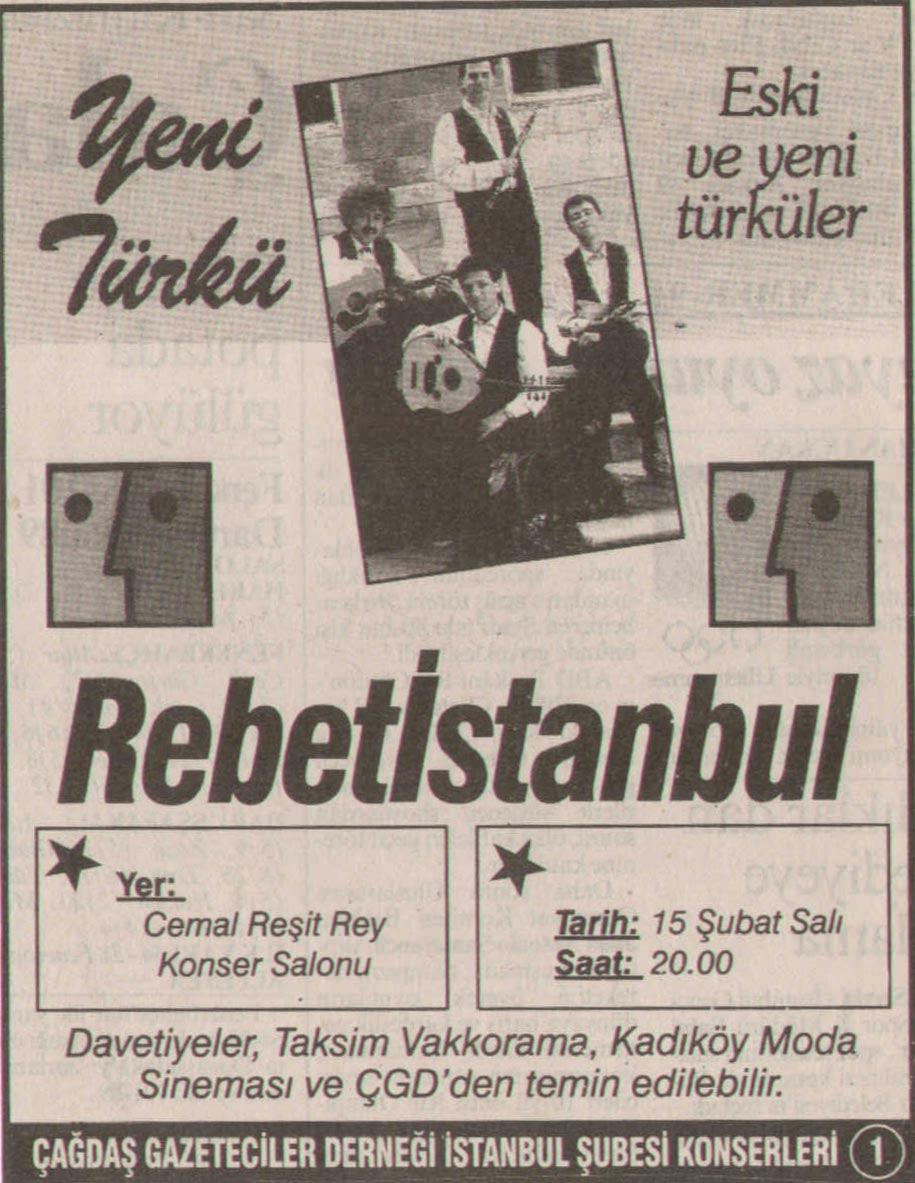 Yeni
Türkü
Eski
ve yeni
türküler
Rebetİstanbul
Yer:
Cemal Reşit Rey
Konser Salonu
Tarih: 15 Şubat Salı
Saat: 20.00
Davetiyeler, Taksim Vakkorama, Kadıköy Moda
Sineması ve ÇGD'den temin edilebilir.
ÇAĞDAŞ GAZETECİLER DERNEĞİ İSTANBUL ŞUBESİ KONSERLERİ 1